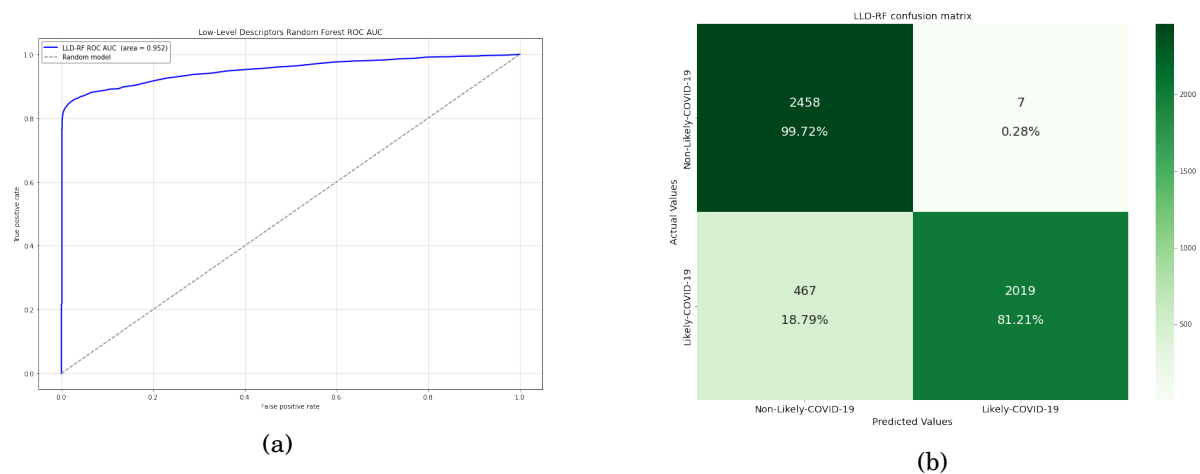 Low-Level Descriptors Random Forest ROC AUC
LLD-RF ROC AUC (area = 0.952)
Random model
1.0
0.8
0.6
0.4
0.2
0.0
True positive rate
0.0 0.2 0.4 0.6 0.8 1.0
False positive rate
(a)
LLD-RF confusion matrix
Actual Values
Non-Likely-COVID-19
2458 7
99.72% 0.28%
Likely-COVID-19
467 2019
18.79% 81.21%
Non-Likely-COVID-19 Likely-COVID-19
Predicted Values
2000
1500
1000
500
(b)